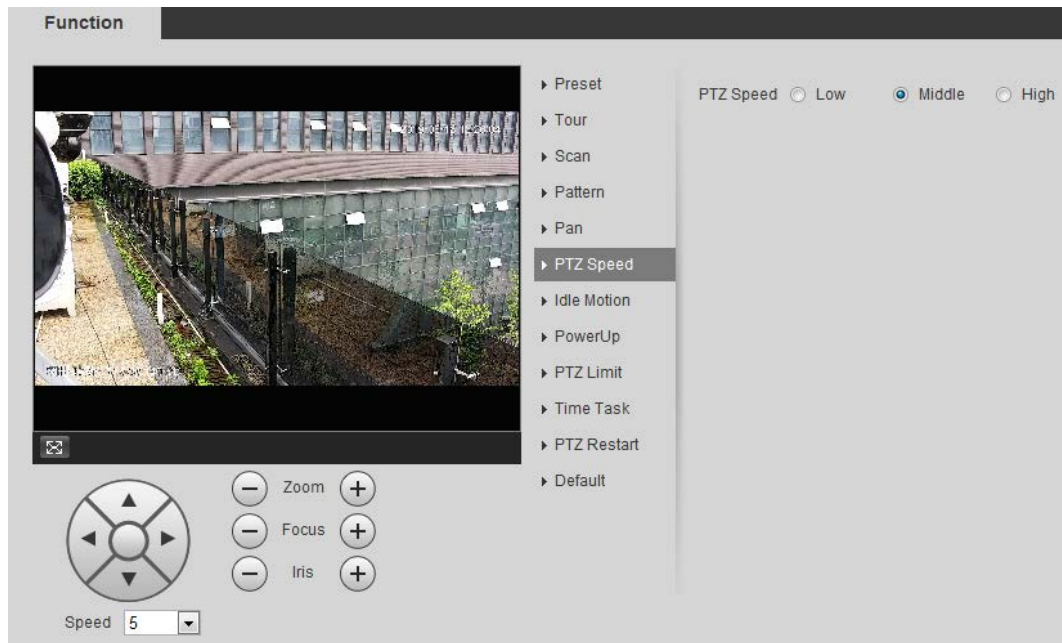 Function
Preset
Tour
Scan
Pattern
Pan
PTZ Speed
Idle Motion
PowerUp
PTZ Limit
Time Task
PTZ Restart
Default
PTZ Speed Low Middle High
Zoom
Focus
Iris
Speed 5